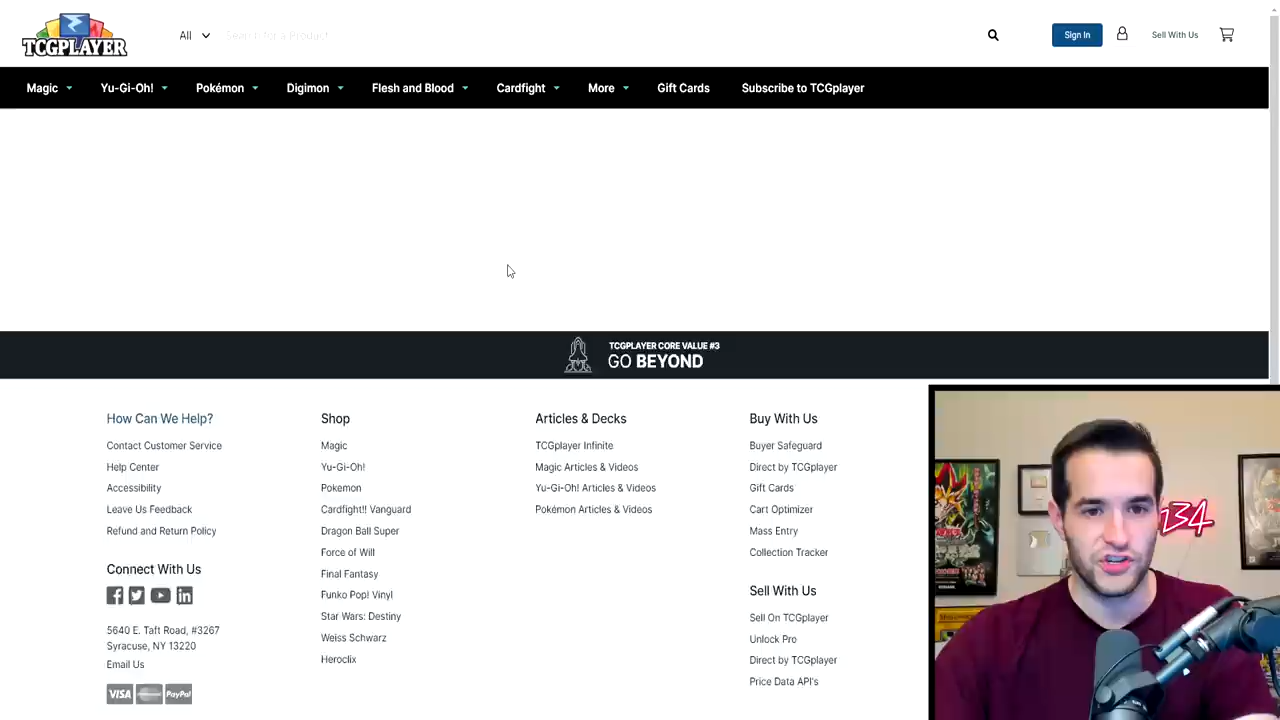 TCGPLAYER
All
Search for a Product
Sign In
Sell With Us
Magic
Yu-Gi-Oh!
Pokémon
Digimon
Flesh and Blood
Cardfight
More
Gift Cards
Subscribe to TCGplayer
TCGPLAYER CORE VALUE #3
GO BEYOND
How Can We Help?
Contact Customer Service
Help Center
Accessibility
Leave Us Feedback
Refund and Return Policy
Connect With Us
5640 E. Taft Road, #3267
Syracuse, NY 13220
Email Us
VISA
PayPal
Shop
Magic
Yu-Gi-Oh!
Pokemon
Cardfight!! Vanguard
Dragon Ball Super
Force of Will
Final Fantasy
Funko Pop! Vinyl
Star Wars: Destiny
Weiss Schwarz
Heroclix
Articles & Decks
TCGplayer Infinite
Magic Articles & Videos
Yu-Gi-Oh! Articles & Videos
Pokémon Articles & Videos
Buy With Us
Buyer Safeguard
Direct by TCGplayer
Gift Cards
Cart Optimizer
Mass Entry
Collection Tracker
Sell With Us
Sell On TCGplayer
Unlock Pro
Direct by TCGplayer
Price Data API's
134